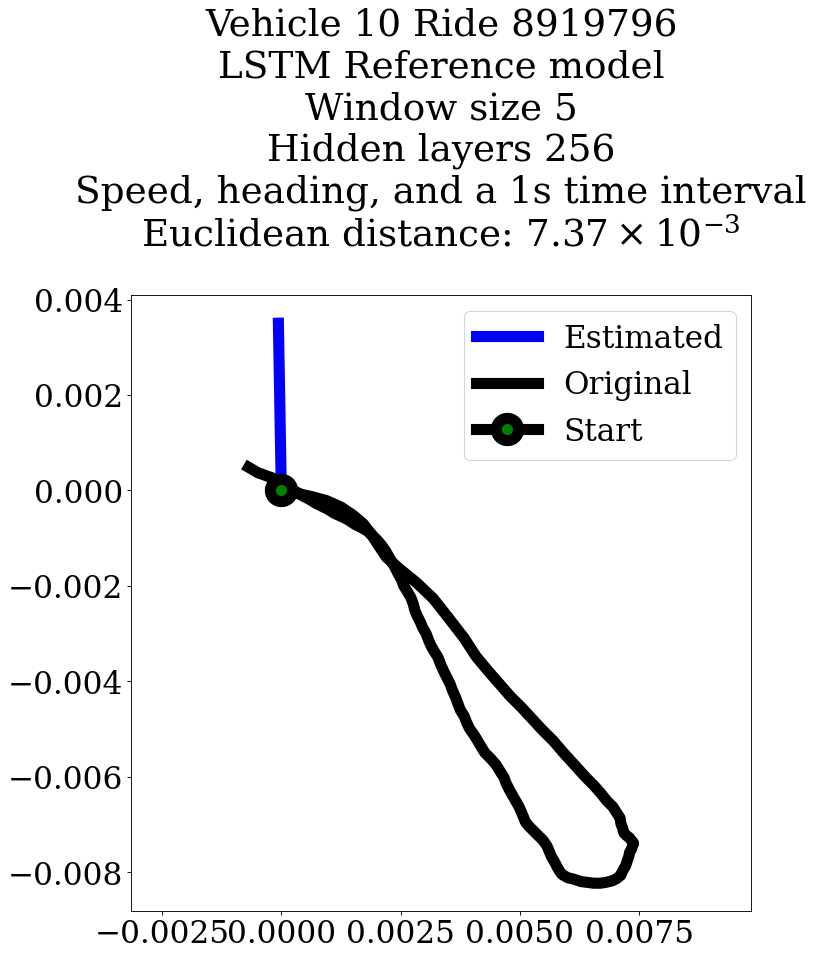 Vehicle 10 Ride 8919796
LSTM Reference model
Window size 5
Hidden layers 256
Speed, heading, and a 1s time interval
Euclidean distance: 7.37 × 10⁻³
Estimated
Original
Start
0.004
0.002
0.000
−0.002
−0.004
−0.006
−0.008
−0.0025 0.0000 0.0025 0.0050 0.0075